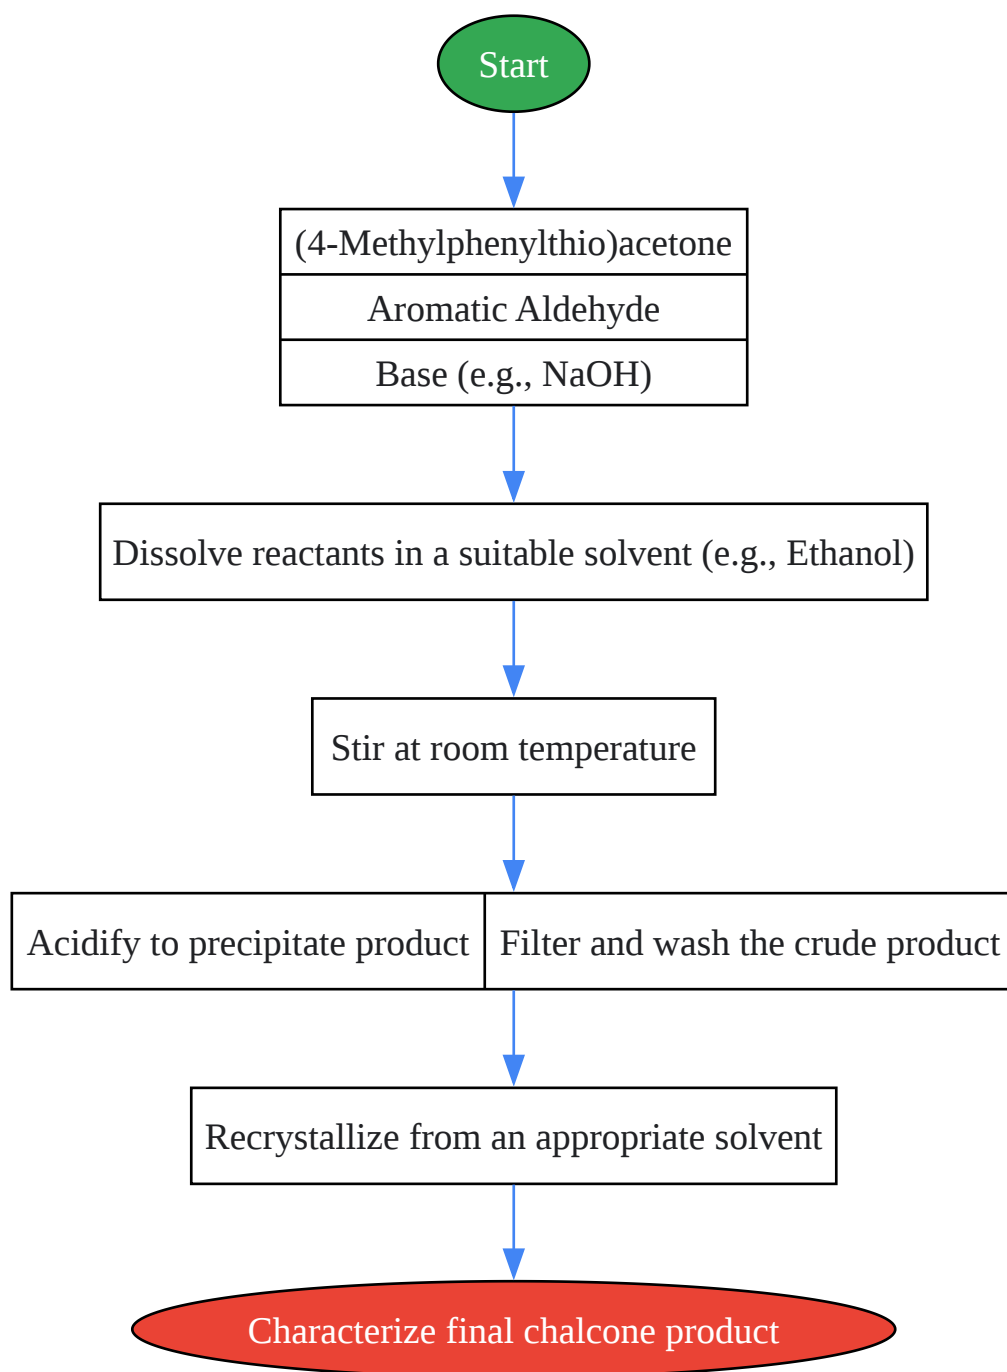 Start
(4-Methylphenylthio)acetone
Aromatic Aldehyde
Base (e.g., NaOH)
Dissolve reactants in a suitable solvent (e.g., Ethanol)
Stir at room temperature
Acidify to precipitate product
Filter and wash the crude product
Recrystallize from an appropriate solvent
Characterize final chalcone product